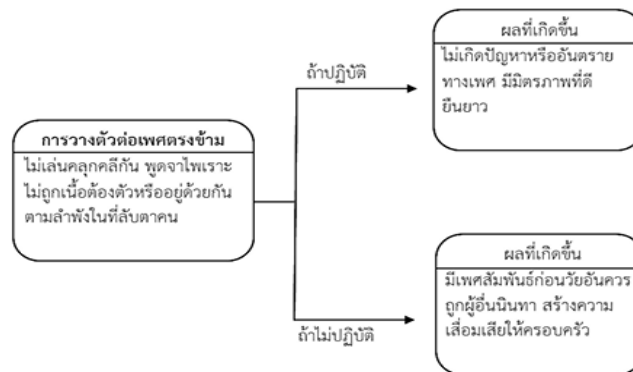 การวางตัวต่อเพศตรงข้าม
ไม่เล่นคลุกคลีกัน พูดจาไพเราะ
ไม่ถูกเนื้อต้องตัวหรืออยู่ด้วยกัน
ตามลำพังในที่ลับตาคน
ถ้าปฏิบัติ
ผลที่เกิดขึ้น
ไม่เกิดปัญหาหรืออันตราย
ทางเพศ มีมิตรภาพที่ดี
ยืนยาว
ถ้าไม่ปฏิบัติ
ผลที่เกิดขึ้น
มีเพศสัมพันธ์ก่อนวัยอันควร
ถูกผู้อื่นนินทา สร้างความ
เสื่อมเสียให้ครอบครัว